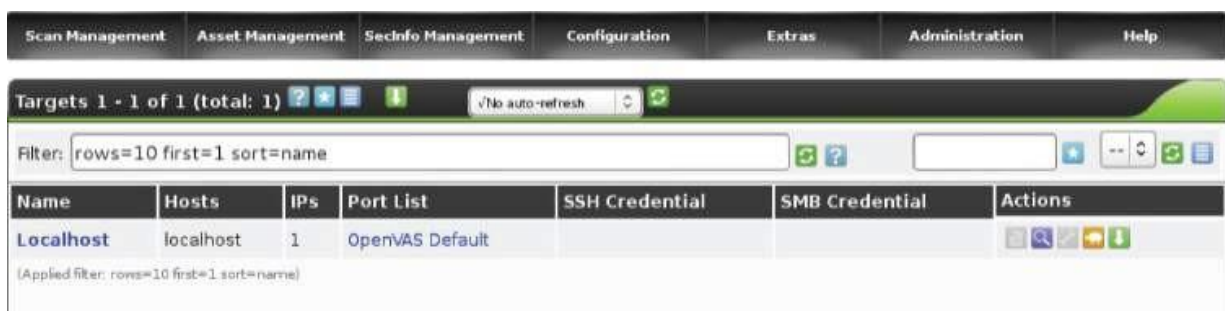 Scan Management Asset Management SecInfo Management Configuration Extras Administration Help
Targets 1 - 1 of 1 (total: 1) ? √No auto-refresh
Filter: rows=10 first=1 sort=name ? --
Name Hosts IPs Port List SSH Credential SMB Credential Actions
Localhost localhost 1 OpenVAS Default
(Applied filter: rows=10 first=1 sort=name)